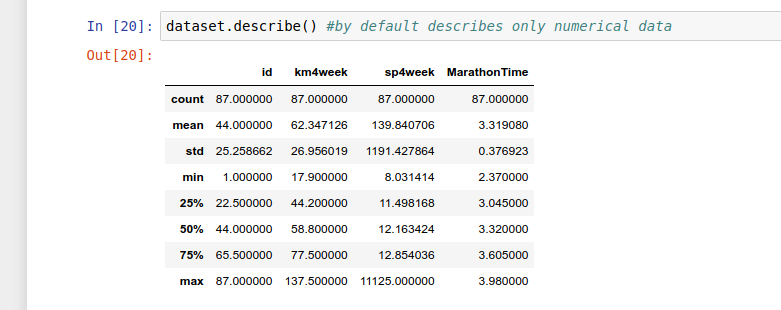 In [20]: dataset.describe() #by default describes only numerical data
Out[20]:
id km4week sp4week MarathonTime
count 87.000000 87.000000 87.000000 87.000000
mean 44.000000 62.347126 139.840706 3.319080
std 25.258662 26.956019 1191.427864 0.376923
min 1.000000 17.900000 8.031414 2.370000
25% 22.500000 44.200000 11.498168 3.045000
50% 44.000000 58.800000 12.163424 3.320000
75% 65.500000 77.500000 12.854036 3.605000
max 87.000000 137.500000 11125.000000 3.980000